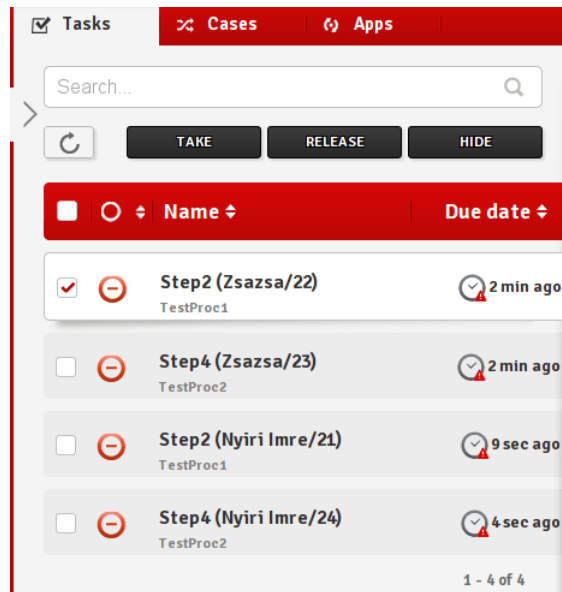 Tasks Cases Apps
Search...
TAKE RELEASE HIDE
Name Due date
Step2 (Zsazsa/22) 2 min ago
TestProc1
Step4 (Zsazsa/23) 2 min ago
TestProc2
Step2 (Nyiri Imre/21) 9 sec ago
TestProc1
Step4 (Nyiri Imre/24) 4 sec ago
TestProc2
1 - 4 of 4